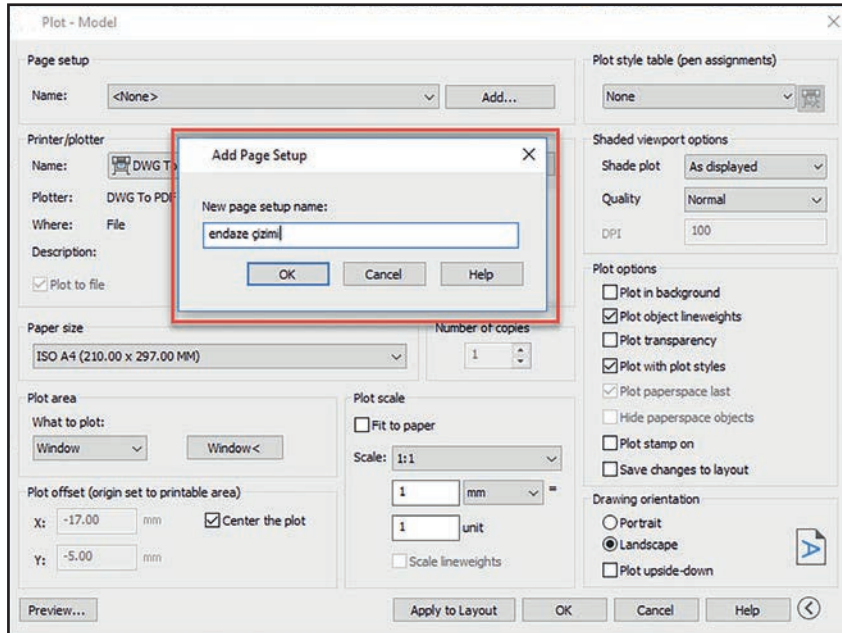 Plot - Model
Page setup
Name:
<None>
Add...
Plot style table (pen assignments)
None
Printer/plotter
Name:
DWG To
Plotter:
DWG To PDF
Where:
File
Description:
Plot to file
Add Page Setup
New page setup name:
endaze çizimi
OK
Cancel
Help
Shaded viewport options
Shade plot
As displayed
Quality
Normal
DPI
100
Paper size
ISO A4 (210.00 x 297.00 MM)
Number of copies
1
Plot area
What to plot:
Window
Window<
Plot offset (origin set to printable area)
X:
-17.00
mm
Center the plot
Y:
-5.00
mm
Plot scale
Fit to paper
Scale:
1:1
1
mm
=
1
unit
Scale lineweights
Plot options
Plot in background
Plot object lineweights
Plot transparency
Plot with plot styles
Plot paperspace last
Hide paperspace objects
Plot stamp on
Save changes to layout
Drawing orientation
Portrait
Landscape
Plot upside-down
A
Preview...
Apply to Layout
OK
Cancel
Help